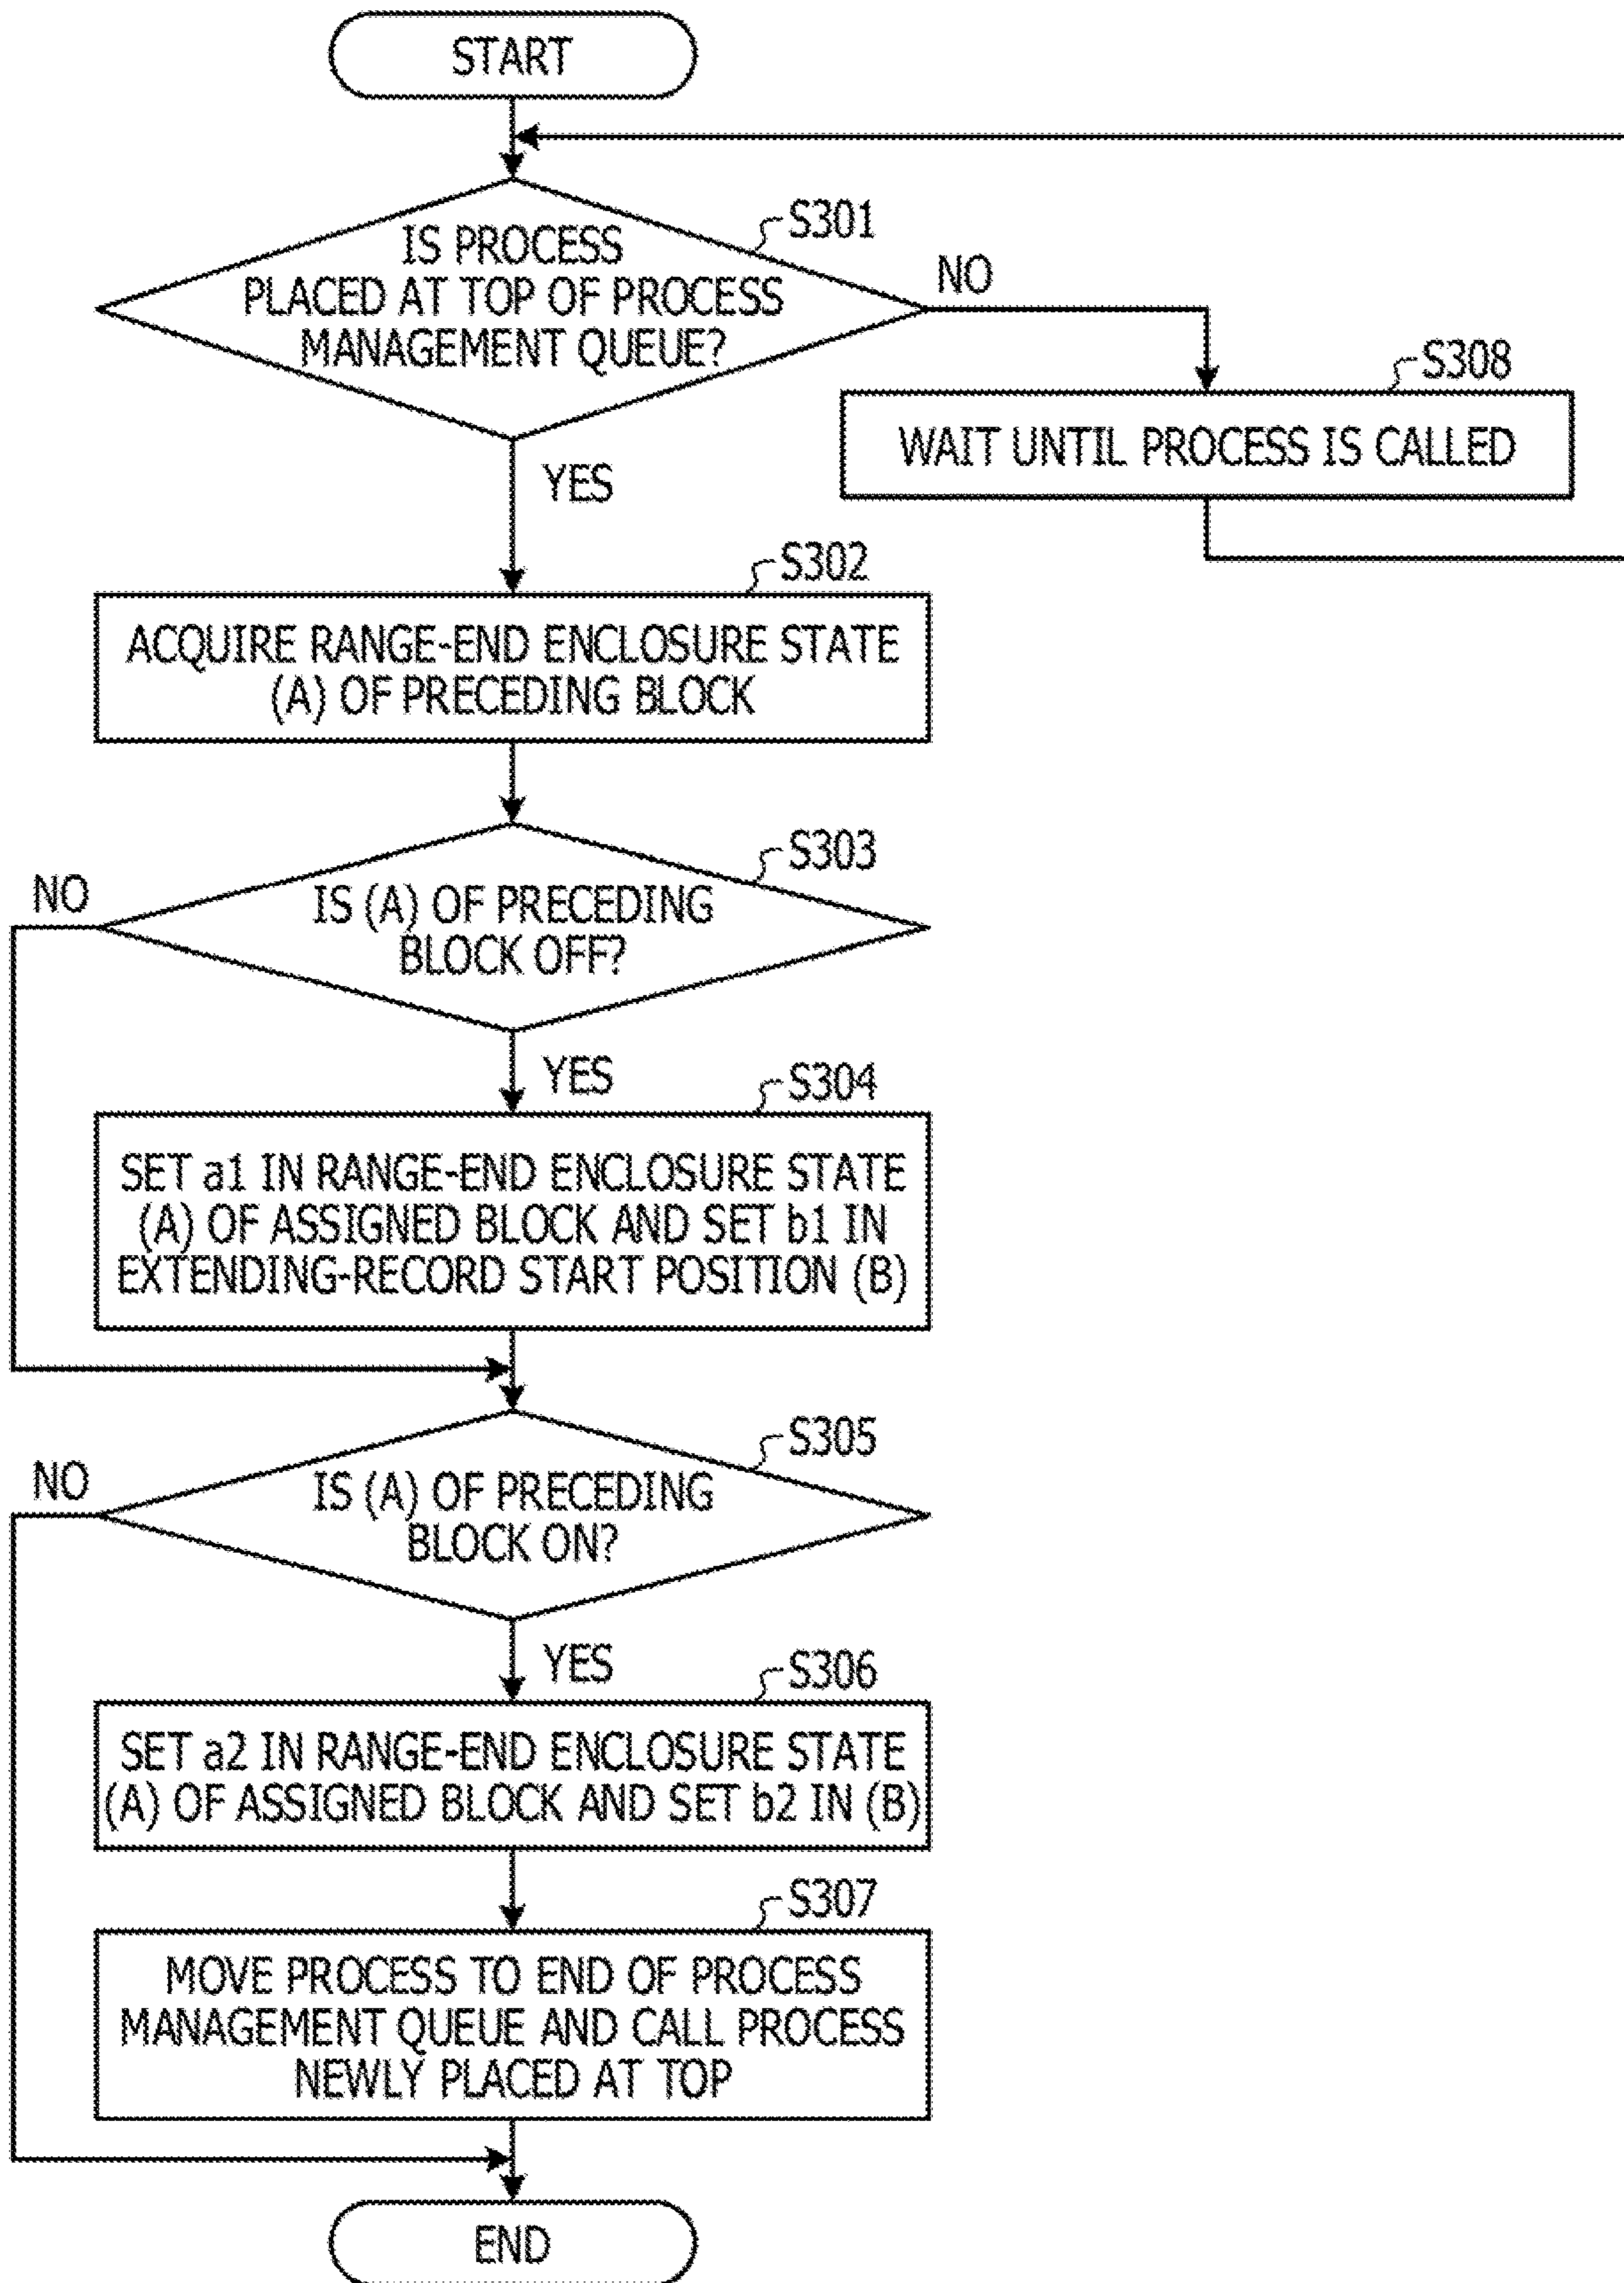 START
S301
IS PROCESS
PLACED AT TOP OF PROCESS
MANAGEMENT QUEUE?
NO
S308
WAIT UNTIL PROCESS IS CALLED
YES
S302
ACQUIRE RANGE-END ENCLOSURE STATE
(A) OF PRECEDING BLOCK
S303
NO
IS (A) OF PRECEDING
BLOCK OFF?
YES
S304
SET a1 IN RANGE-END ENCLOSURE STATE
(A) OF ASSIGNED BLOCK AND SET b1 IN
EXTENDING-RECORD START POSITION (B)
S305
NO
IS (A) OF PRECEDING
BLOCK ON?
YES
S306
SET a2 IN RANGE-END ENCLOSURE STATE
(A) OF ASSIGNED BLOCK AND SET b2 IN (B)
S307
MOVE PROCESS TO END OF PROCESS
MANAGEMENT QUEUE AND CALL PROCESS
NEWLY PLACED AT TOP
END